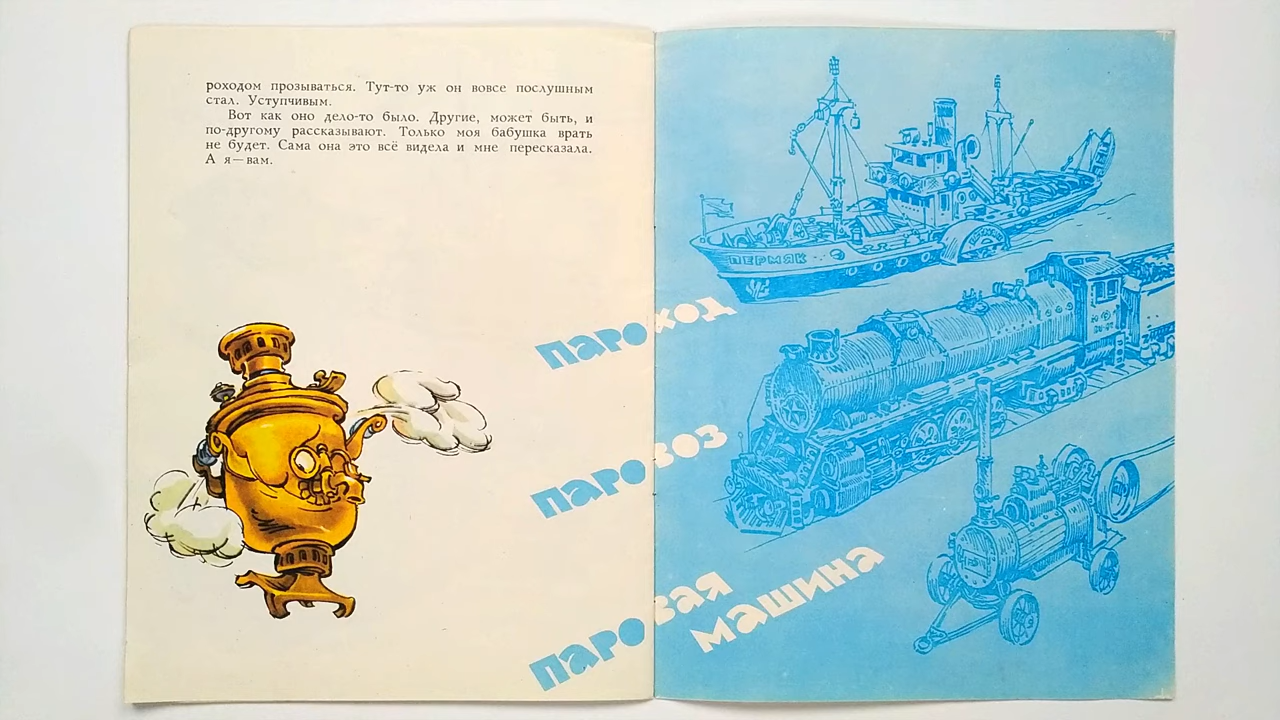 роходом прозываться. Тут-то уж он вовсе послушным
стал. Уступчивым.
Вот как оно дело-то было. Другие, может быть, и
по-другому рассказывают. Только моя бабушка врать
не будет. Сама она это всё видела и мне пересказала.
А я—вам.
ПЕРМЯК
пароход
паровоз
паровая
машина